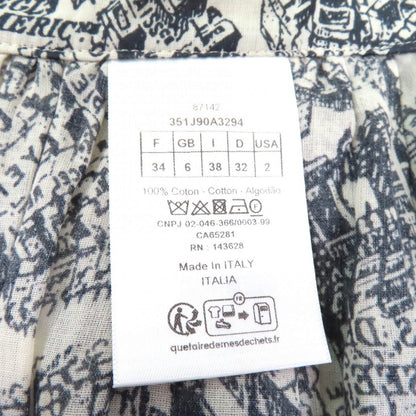 87142
351J90A3294
F GB I D USA
34 6 38 32 2
100% Coton - Cotton - Algodão
CNPJ 02-046-366/0003-99
CA65281
RN : 143628
Made In ITALY
ITALIA
FR
quefairedemesdechets.fr